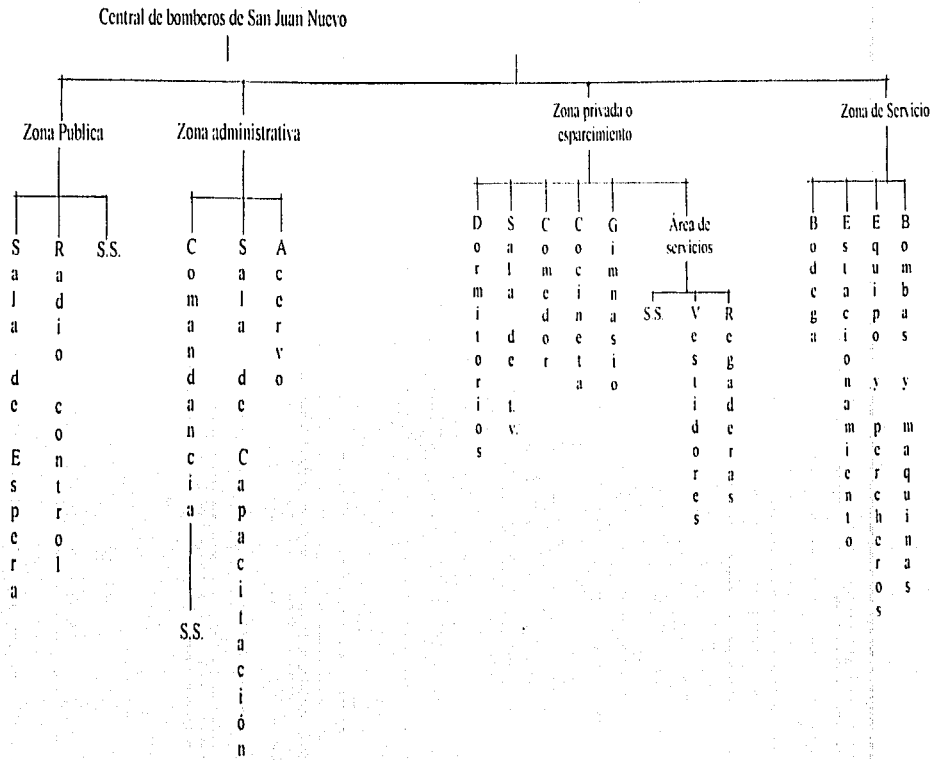 Central de bomberos de San Juan Nuevo
Zona Publica
Sala de Espera
Radio control
S.S.
Zona administrativa
Comandancia
S.S.
Sala de Capacitación
Acervo
Zona privada o
esparcimiento
Dormitorios
Sala de t.v.
Comedor
Cocineta
Gimnasio
Área de
servicios
S.S.
Vestidores
Regaderas
Zona de Servicio
Bodega
Estacionamiento
Equipo y percheros
Bombas y maquinas